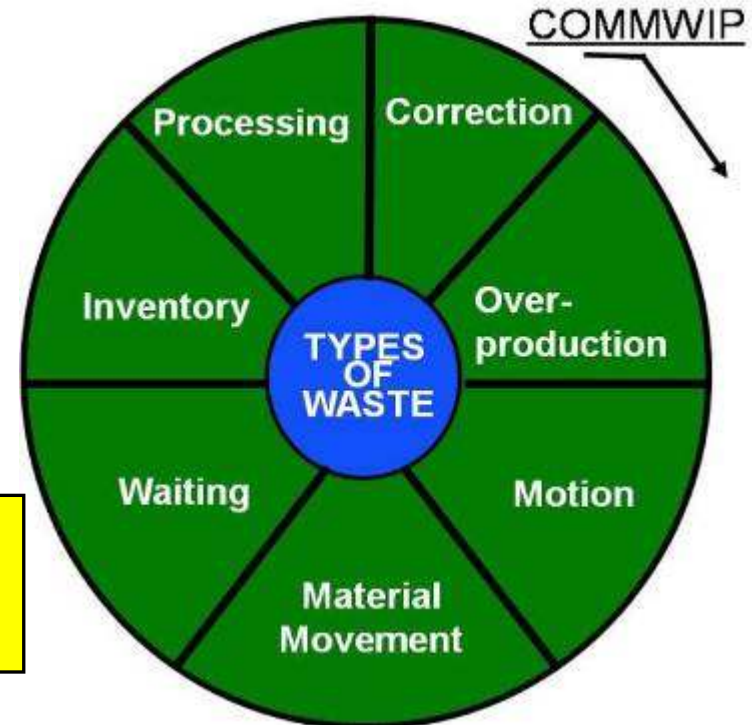 COMMWIP
Processing
Correction
Inventory
Over-
production
TYPES
OF
WASTE
Waiting
Motion
Material
Movement